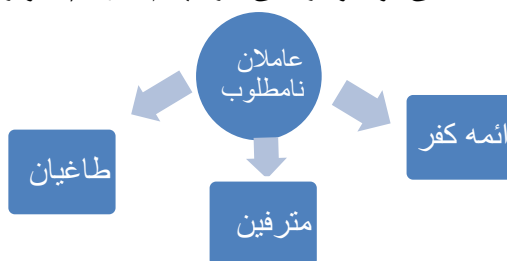 عاملان
نامطلوب
ائمه کفر
مترفین
طاغیان